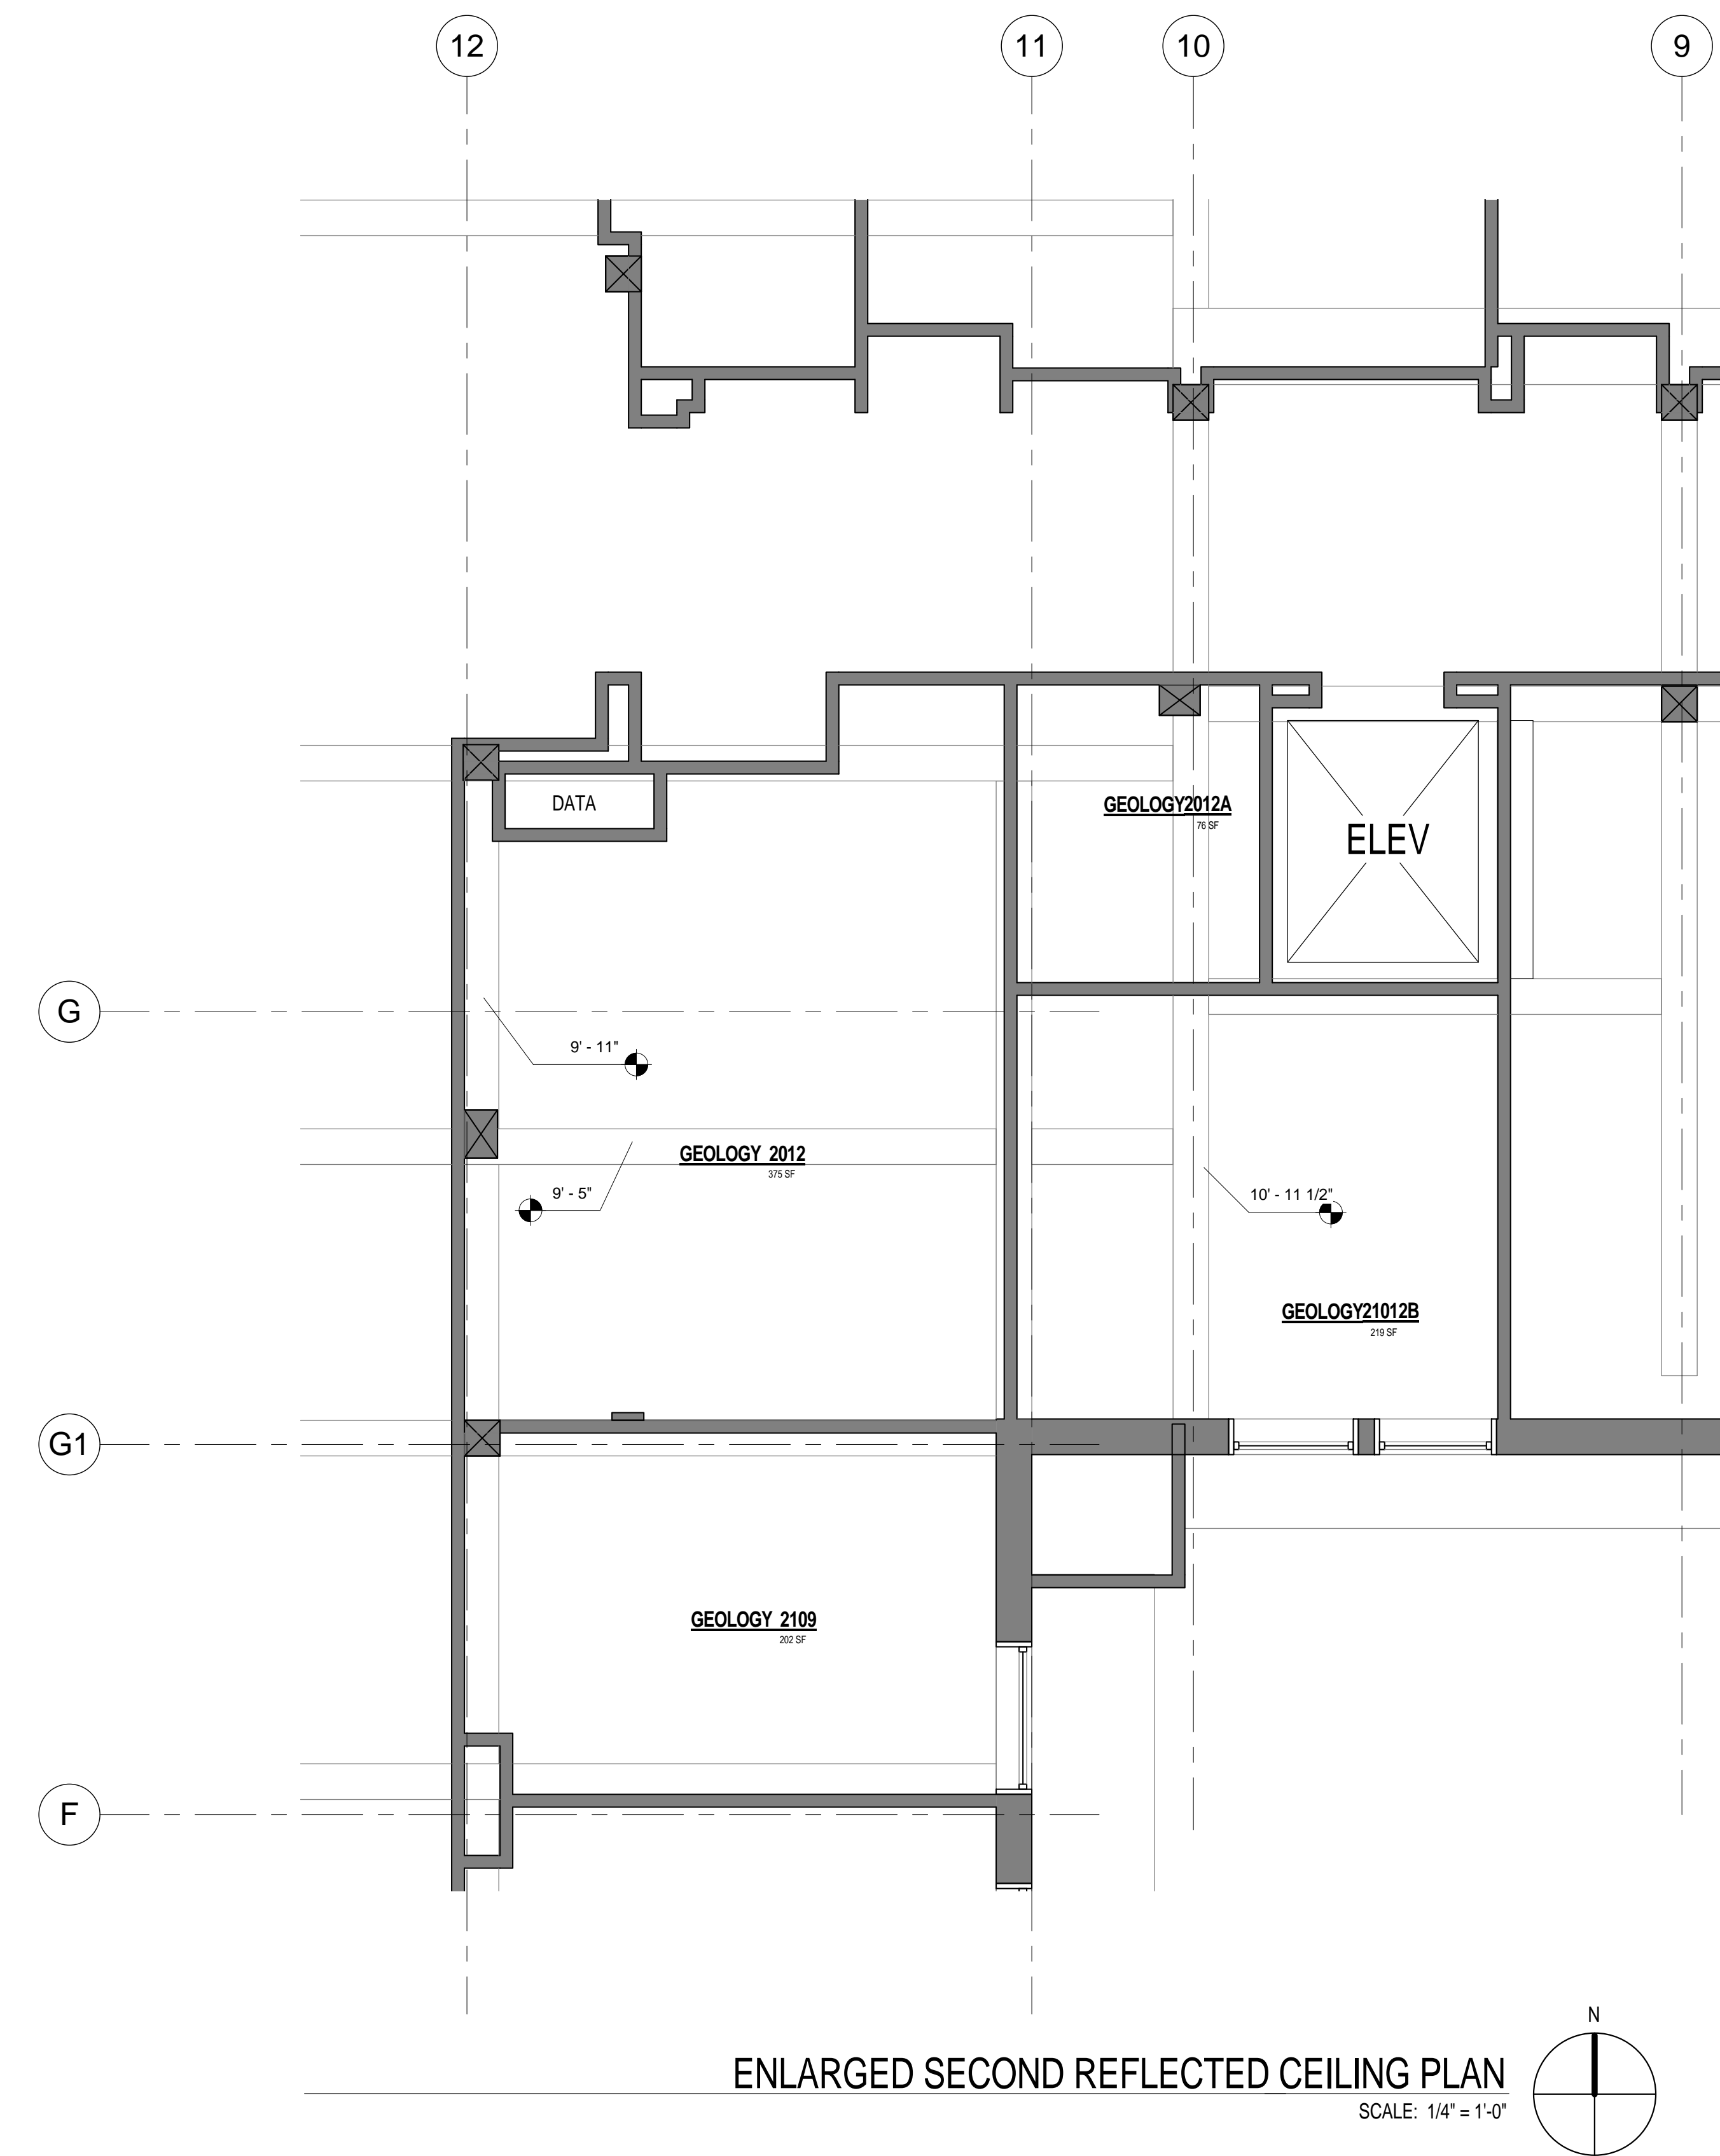 12 11 10 9
DATA
GEOLOGY2012A
76 SF
ELEV
G
9' - 11"
GEOLOGY 2012
375 SF
9' - 5"
10' - 11 1/2"
GEOLOGY21012B
219 SF
G1
GEOLOGY 2109
202 SF
F
N
ENLARGED SECOND REFLECTED CEILING PLAN
SCALE: 1/4" = 1'-0"